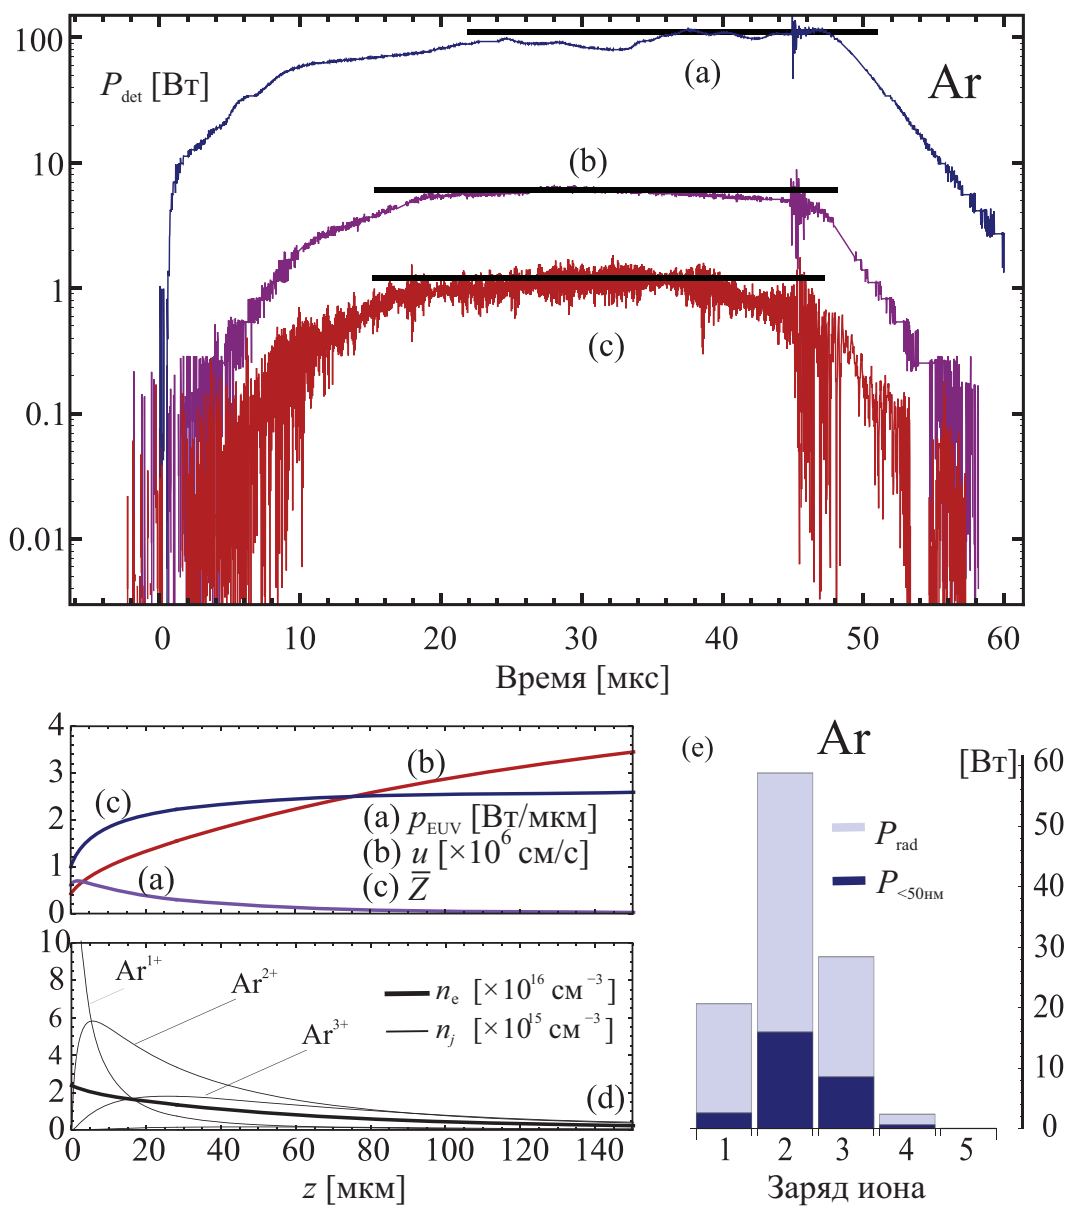 100
10
1
0.1
0.01
P_det [Вт]
Ar
(a)
(b)
(c)
0 10 20 30 40 50 60
Время [мкс]
4
3
2
1
0
(c)
(b)
(a)
(a) p_EUV [Вт/мкм]
(b) u [×10^6 см/с]
(c) Z̅
10
8
6
4
2
0
Ar^1+
Ar^2+
Ar^3+
n_e [×10^16 см^−3]
n_j [×10^15 см^−3]
(d)
0 20 40 60 80 100 120 140
z [мкм]
(e)
Ar
[Вт]
60
50
40
30
20
10
0
P_rad
P_<50нм
1 2 3 4 5
Заряд иона